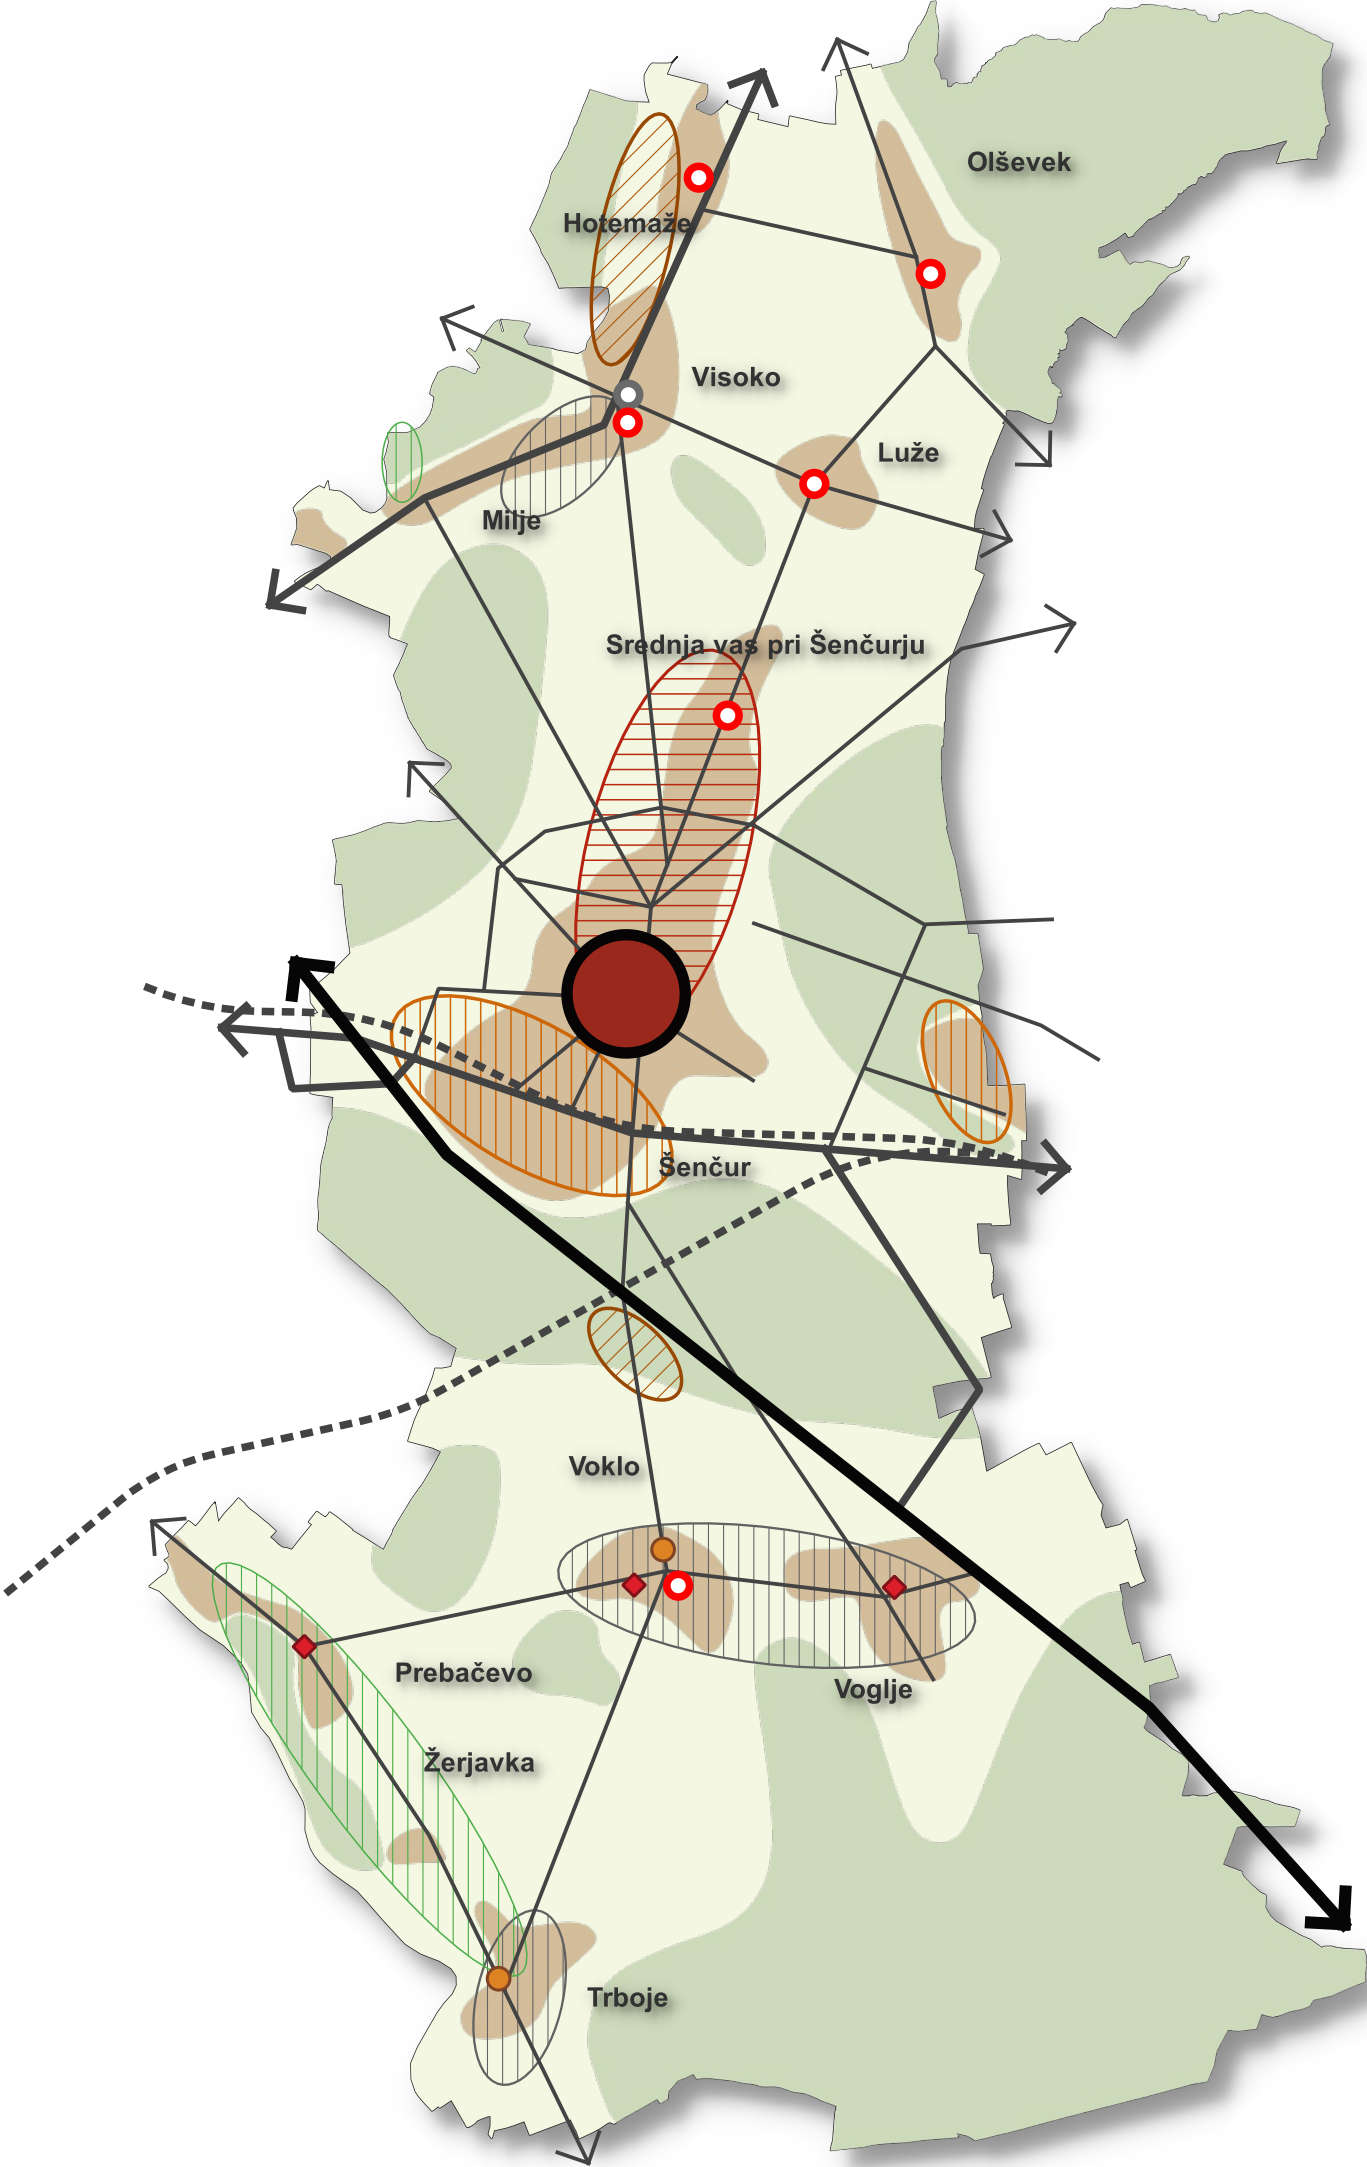 Olševek
Hotemaže
Visoko
Luže
Milje
Srednja vas pri Šenčurju
Šenčur
Voklo
Prebačevo
Voglje
Žerjavka
Trboje